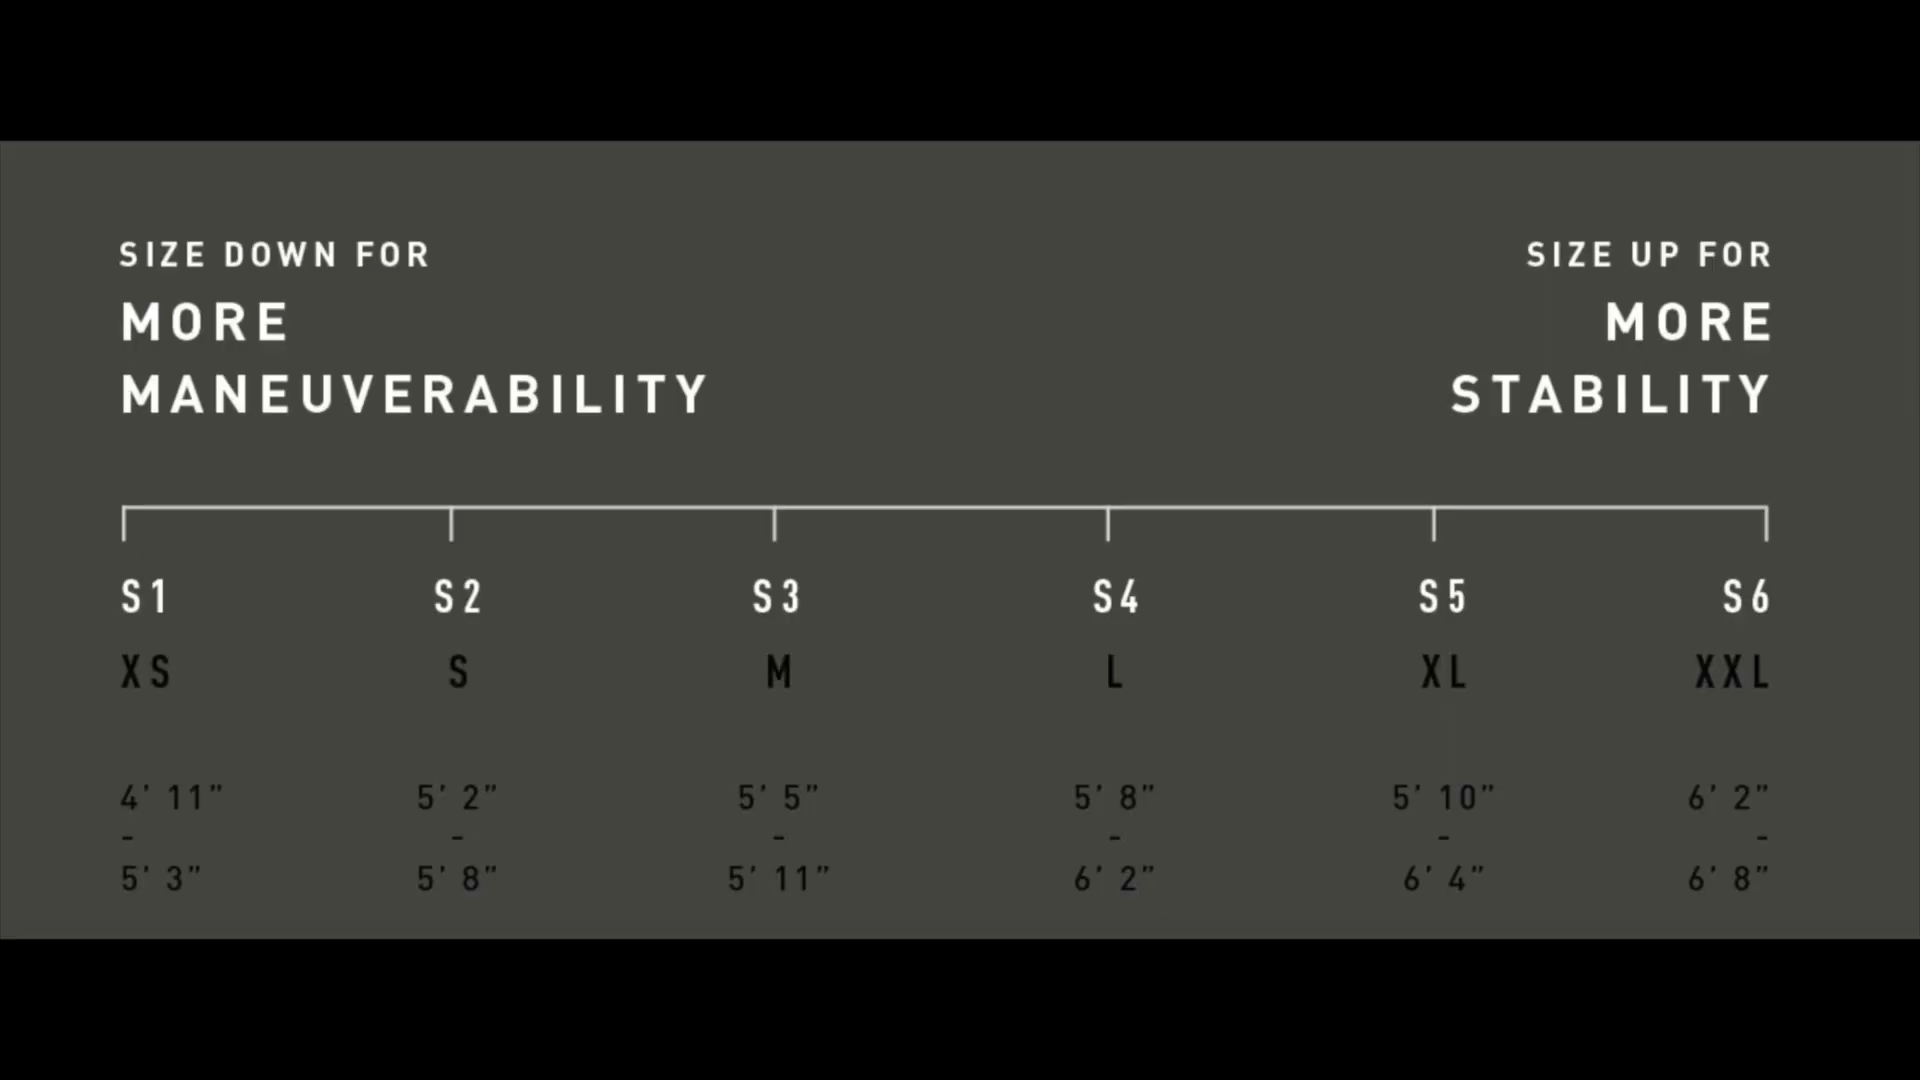 SIZE DOWN FOR
MORE
MANEUVERABILITY
SIZE UP FOR
MORE
STABILITY
S1 S2 S3 S4 S5 S6
XS S M L XL XXL
4’ 11” 5’ 2” 5’ 5” 5’ 8” 5’ 10” 6’ 2”
- - - - - -
5’ 3” 5’ 8” 5’ 11” 6’ 2” 6’ 4” 6’ 8”